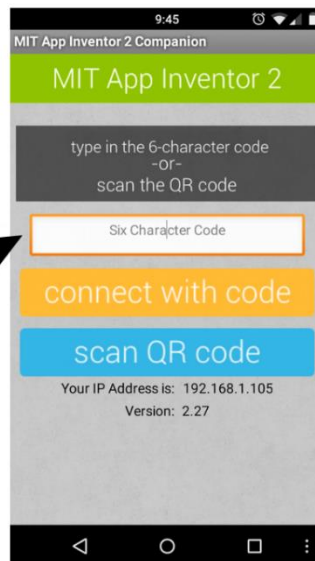 9:45
MIT App Inventor 2 Companion
MIT App Inventor 2
type in the 6-character code
-or-
scan the QR code
Six Character Code
connect with code
scan QR code
Your IP Address is: 192.168.1.105
Version: 2.27